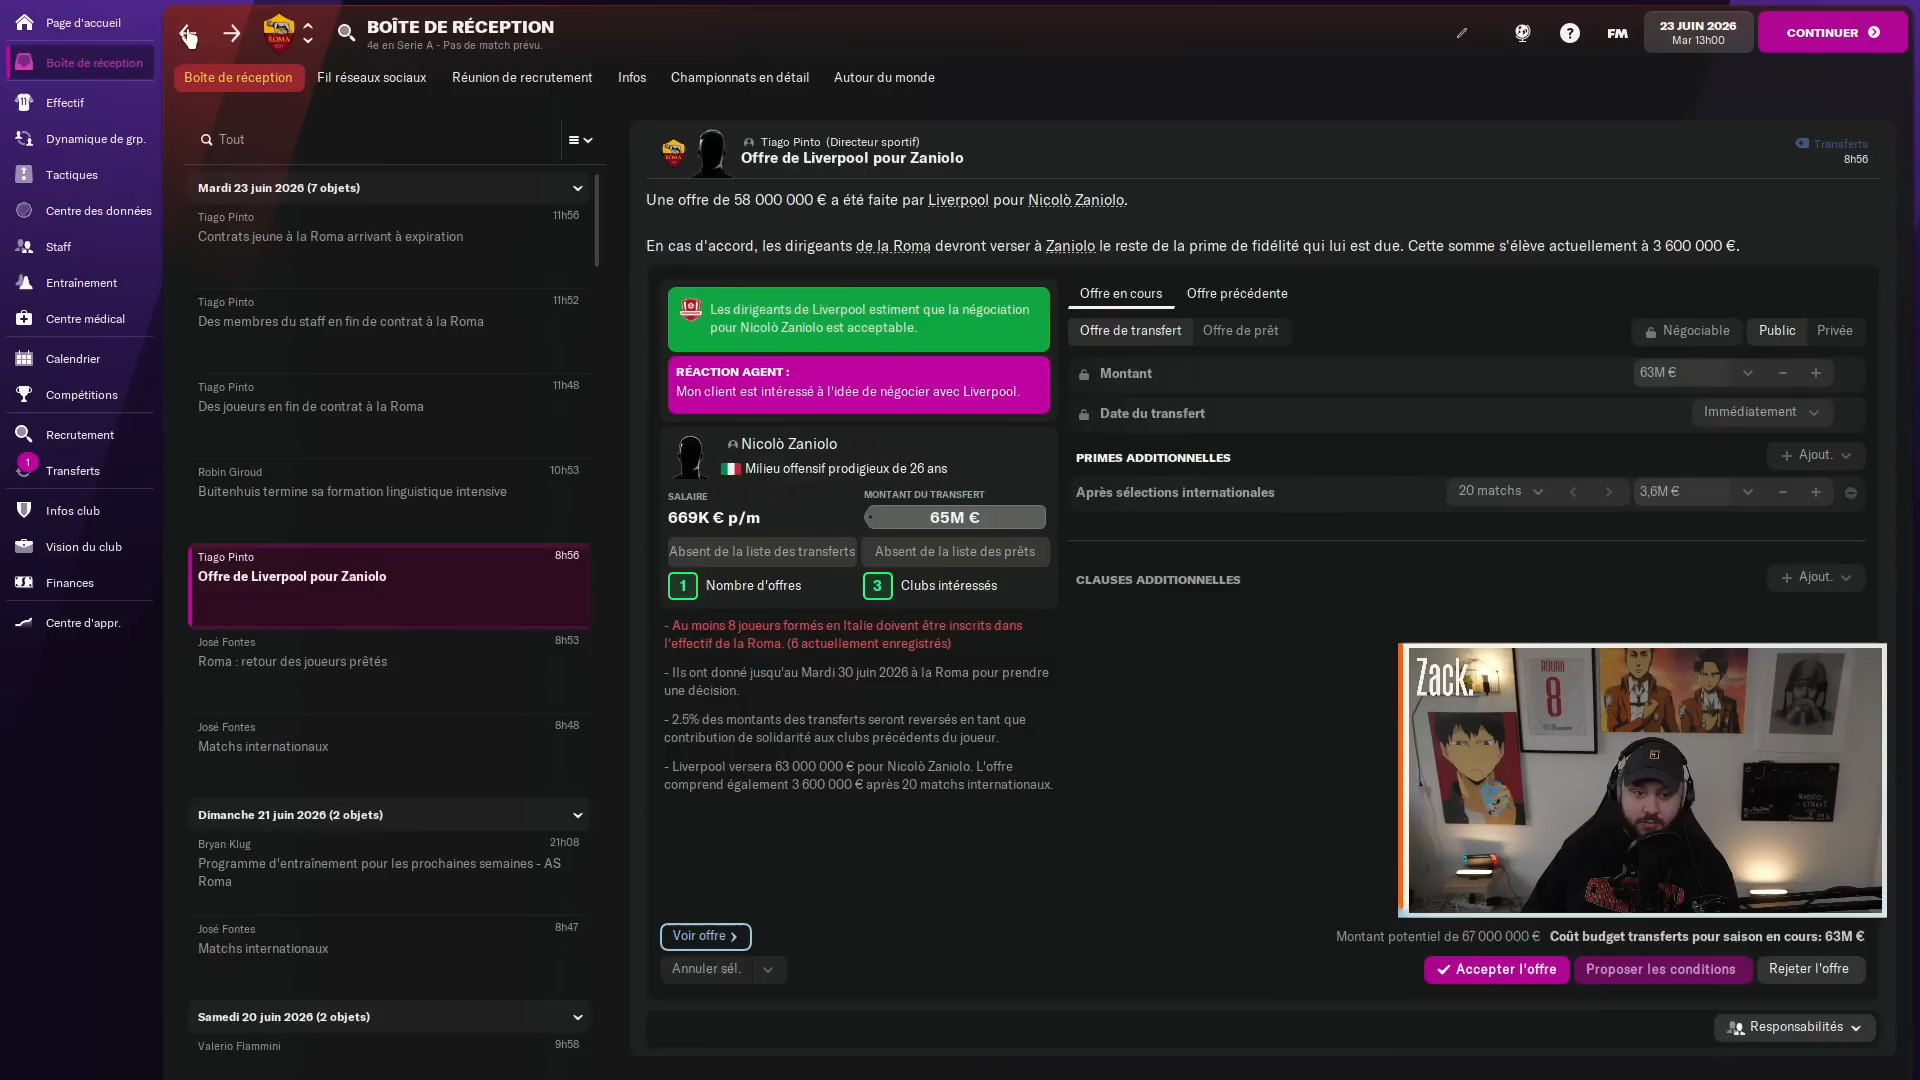 Page d'accueil
Boîte de réception
Effectif
Dynamique de grp.
Tactiques
Centre des données
Staff
Entraînement
Centre médical
Calendrier
Compétitions
Recrutement
1
Transferts
Infos club
Vision du club
Finances
Centre d'appr.
BOÎTE DE RÉCEPTION
4e en Serie A - Pas de match prévu.
FM
23 JUIN 2026
Mar 13h00
CONTINUER
Boîte de réception Fil réseaux sociaux Réunion de recrutement Infos Championnats en détail Autour du monde
Tout
Mardi 23 juin 2026 (7 objets)
Tiago Pinto 11h56
Contrats jeune à la Roma arrivant à expiration
Tiago Pinto 11h52
Des membres du staff en fin de contrat à la Roma
Tiago Pinto 11h48
Des joueurs en fin de contrat à la Roma
Robin Giroud 10h53
Buitenhuis termine sa formation linguistique intensive
Tiago Pinto 8h56
Offre de Liverpool pour Zaniolo
José Fontes 8h53
Roma : retour des joueurs prêtés
José Fontes 8h48
Matchs internationaux
Dimanche 21 juin 2026 (2 objets)
Bryan Klug 21h08
Programme d'entraînement pour les prochaines semaines - AS
Roma
José Fontes 8h47
Matchs internationaux
Samedi 20 juin 2026 (2 objets)
Valerio Flammini 9h58
Tiago Pinto (Directeur sportif)
Offre de Liverpool pour Zaniolo
Transferts
8h56
Une offre de 58 000 000 € a été faite par Liverpool pour Nicolò Zaniolo.
En cas d'accord, les dirigeants de la Roma devront verser à Zaniolo le reste de la prime de fidélité qui lui est due. Cette somme s'élève actuellement à 3 600 000 €.
Les dirigeants de Liverpool estiment que la négociation
pour Nicolò Zaniolo est acceptable.
RÉACTION AGENT :
Mon client est intéressé à l'idée de négocier avec Liverpool.
Nicolò Zaniolo
Milieu offensif prodigieux de 26 ans
SALAIRE MONTANT DU TRANSFERT
669K € p/m 65M €
Absent de la liste des transferts Absent de la liste des prêts
1 Nombre d'offres 3 Clubs intéressés
- Au moins 8 joueurs formés en Italie doivent être inscrits dans
l'effectif de la Roma. (6 actuellement enregistrés)
- Ils ont donné jusqu'au Mardi 30 juin 2026 à la Roma pour prendre
une décision.
- 2.5% des montants des transferts seront reversés en tant que
contribution de solidarité aux clubs précédents du joueur.
- Liverpool versera 63 000 000 € pour Nicolò Zaniolo. L'offre
comprend également 3 600 000 € après 20 matchs internationaux.
Voir offre
Annuler sél.
Offre en cours Offre précédente
Offre de transfert Offre de prêt Négociable Public Privée
Montant 63M €
Date du transfert Immédiatement
PRIMES ADDITIONNELLES Ajout.
Après sélections internationales 20 matchs 3,6M €
CLAUSES ADDITIONNELLES Ajout.
Zack.
ROUAR
8
Montant potentiel de 67 000 000 € Coût budget transferts pour saison en cours: 63M €
Accepter l'offre Proposer les conditions Rejeter l'offre
Responsabilités